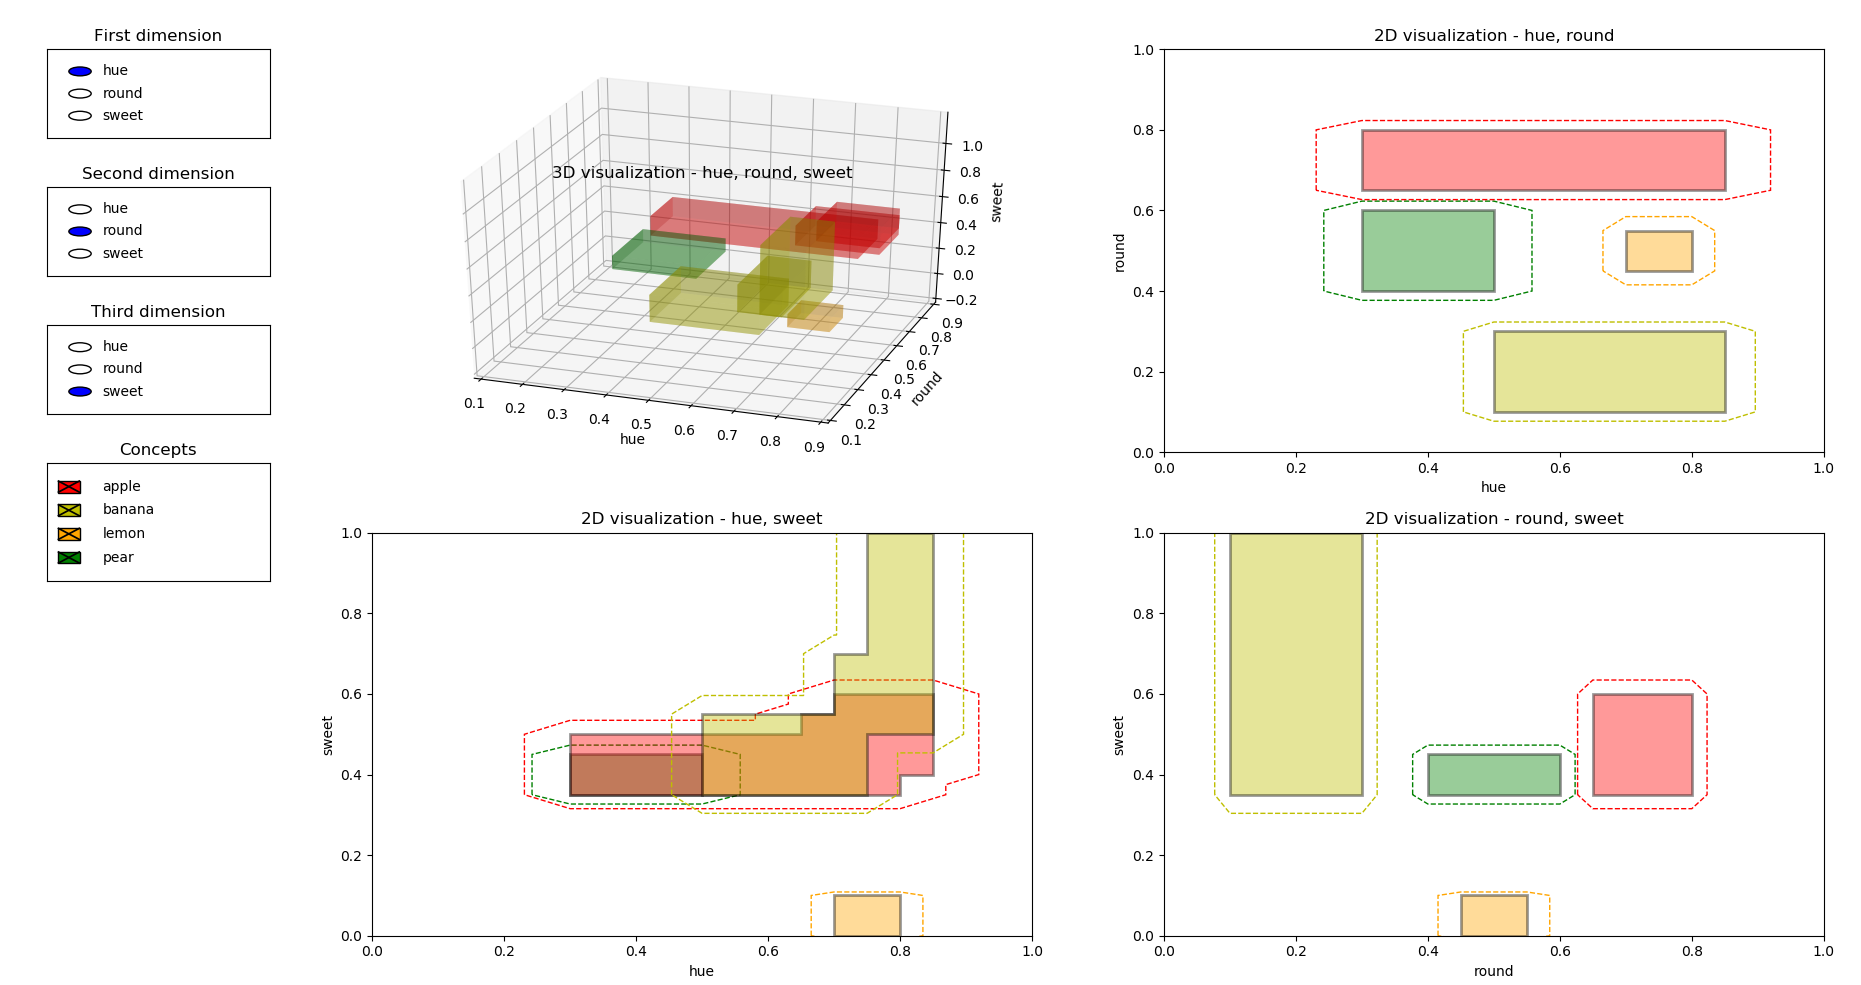 First dimension
hue
round
sweet
Second dimension
hue
round
sweet
Third dimension
hue
round
sweet
Concepts
apple
banana
lemon
pear
3D visualization - hue, round, sweet
1.0
0.8
0.6
0.4
0.2
0.0
−0.2
sweet
0.9
0.8
0.7
0.6
0.5
0.4
0.3
0.2
0.1
round
0.1 0.2 0.3 0.4 0.5 0.6 0.7 0.8 0.9
hue
2D visualization - hue, round
1.0
0.8
0.6
0.4
0.2
0.0
round
0.0 0.2 0.4 0.6 0.8 1.0
hue
2D visualization - hue, sweet
1.0
0.8
0.6
0.4
0.2
0.0
sweet
0.0 0.2 0.4 0.6 0.8 1.0
hue
2D visualization - round, sweet
1.0
0.8
0.6
0.4
0.2
0.0
sweet
0.0 0.2 0.4 0.6 0.8 1.0
round